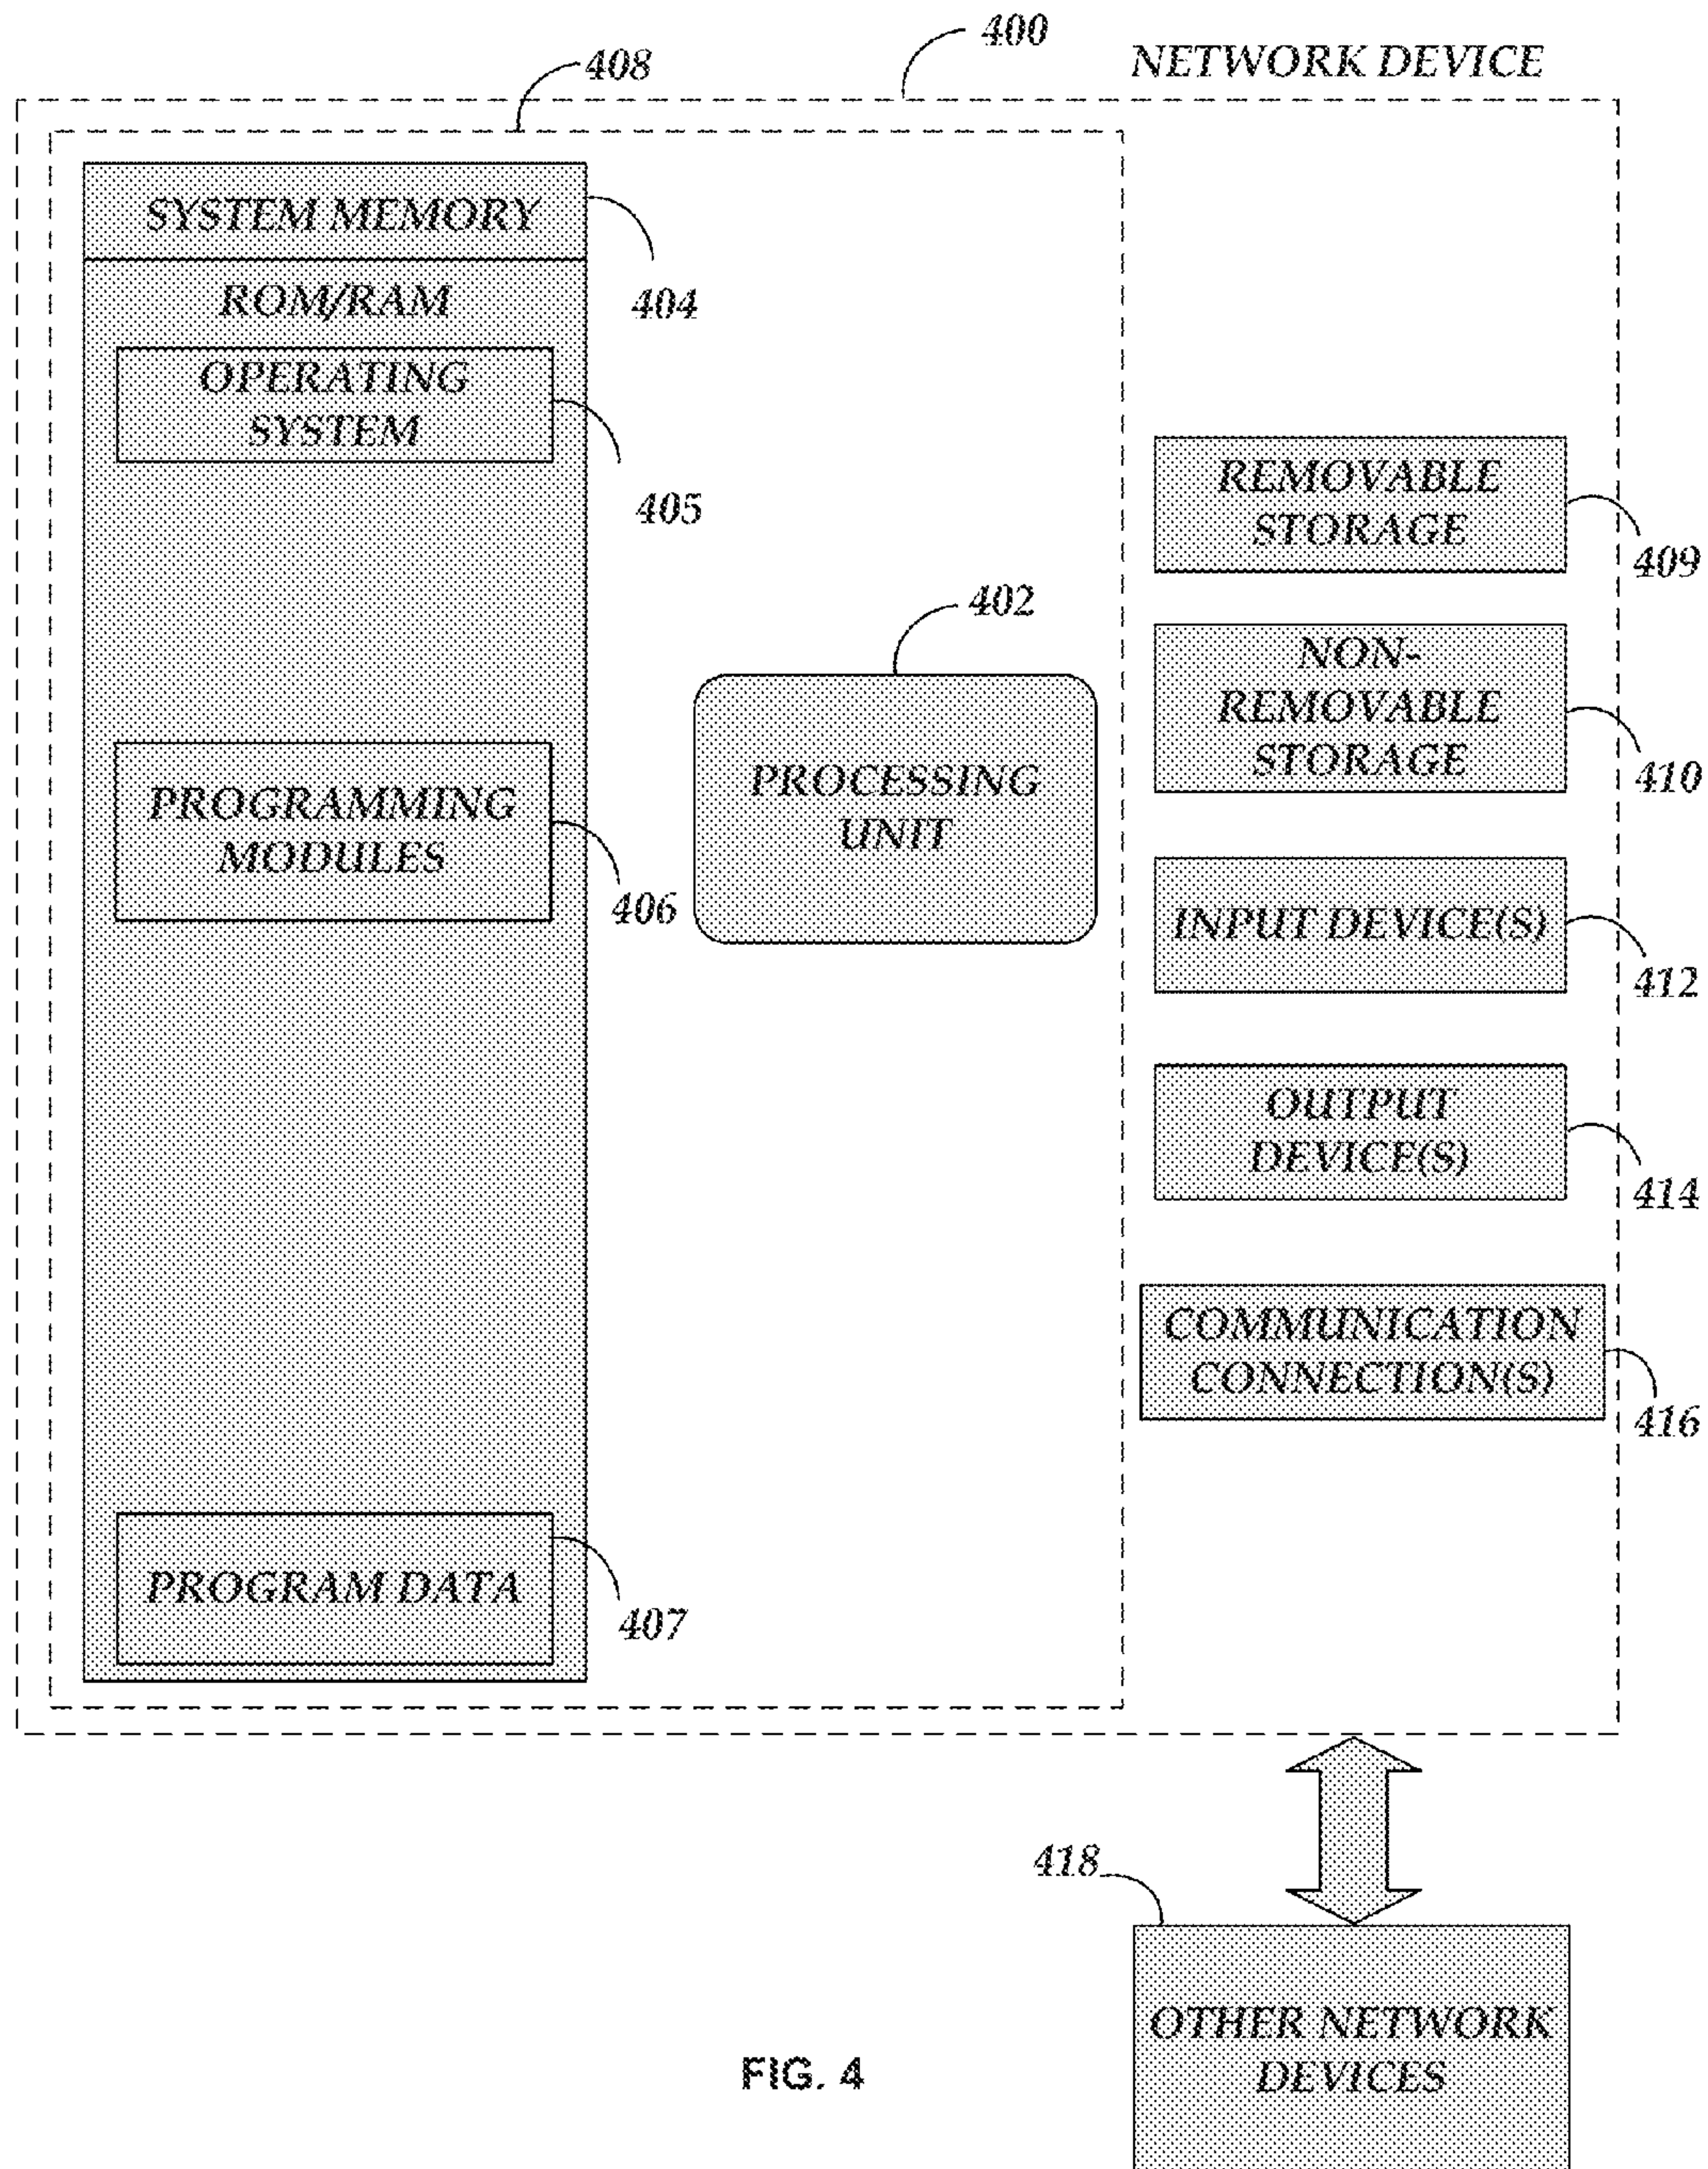 400
NETWORK DEVICE
408
SYSTEM MEMORY
404
ROM/RAM
OPERATING
SYSTEM
405
REMOVABLE
STORAGE
409
402
NON-
REMOVABLE
STORAGE
410
PROGRAMMING
MODULES
406
PROCESSING
UNIT
INPUT DEVICE(S)
412
OUTPUT
DEVICE(S)
414
COMMUNICATION
CONNECTION(S)
416
PROGRAM DATA
407
418
OTHER NETWORK
DEVICES
FIG. 4